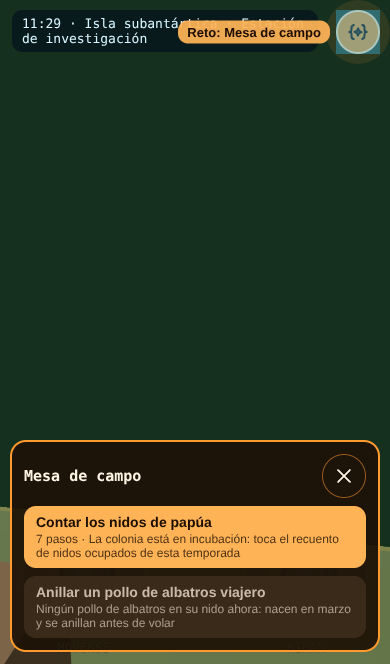 11:29 · Isla subantártica · Estación
de investigación
Reto: Mesa de campo
Mesa de campo
Contar los nidos de papúa
7 pasos · La colonia está en incubación: toca el recuento
de nidos ocupados de esta temporada
Anillar un pollo de albatros viajero
Ningún pollo de albatros en su nido ahora: nacen en marzo
y se anillan antes de volar